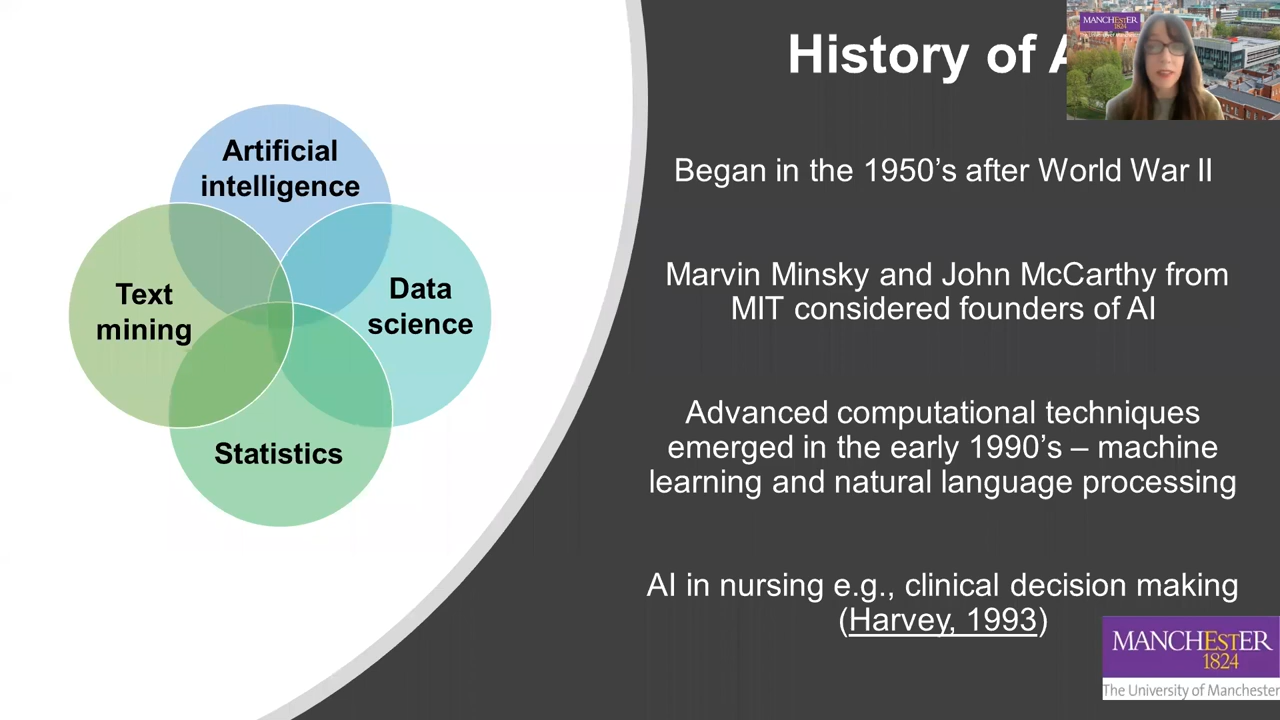 History of A
MANCHESTER
1824
Began in the 1950’s after World War II
Marvin Minsky and John McCarthy from
MIT considered founders of AI
Advanced computational techniques
emerged in the early 1990’s – machine
learning and natural language processing
AI in nursing e.g., clinical decision making
(Harvey, 1993)
Artificial
intelligence
Text
mining
Data
science
Statistics
MANCHESTER
1824
The University of Manchester